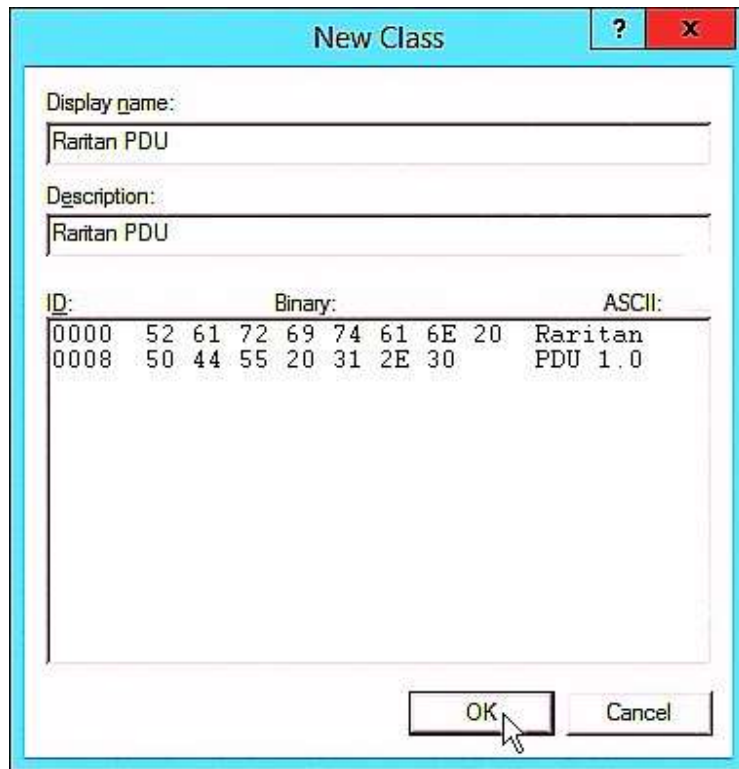 New Class
?
x
Display name:
Raritan PDU
Description:
Raritan PDU
ID: Binary: ASCII:
0000 52 61 72 69 74 61 6E 20 Raritan
0008 50 44 55 20 31 2E 30 PDU 1.0
OK
Cancel